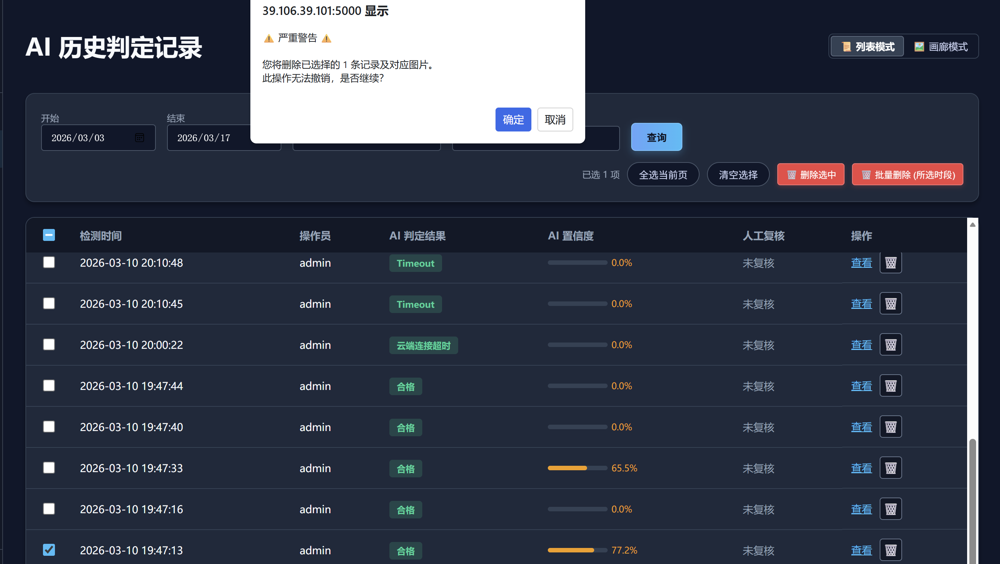 39.106.39.101:5000 显示
⚠️ 严重警告 ⚠️
您将删除已选择的 1 条记录及对应图片。
此操作无法撤销，是否继续？
确定 取消
AI 历史判定记录
列表模式 画廊模式
开始 结束
2026/03/03 2026/03/17 查询
已选 1 项 全选当前页 清空选择 删除选中 批量删除 (所选时段)
检测时间 操作员 AI 判定结果 AI 置信度 人工复核 操作
2026-03-10 20:10:48 admin Timeout 0.0% 未复核 查看
2026-03-10 20:10:45 admin Timeout 0.0% 未复核 查看
2026-03-10 20:00:22 admin 云端连接超时 0.0% 未复核 查看
2026-03-10 19:47:44 admin 合格 0.0% 未复核 查看
2026-03-10 19:47:40 admin 合格 0.0% 未复核 查看
2026-03-10 19:47:33 admin 合格 65.5% 未复核 查看
2026-03-10 19:47:16 admin 合格 0.0% 未复核 查看
2026-03-10 19:47:13 admin 合格 77.2% 未复核 查看